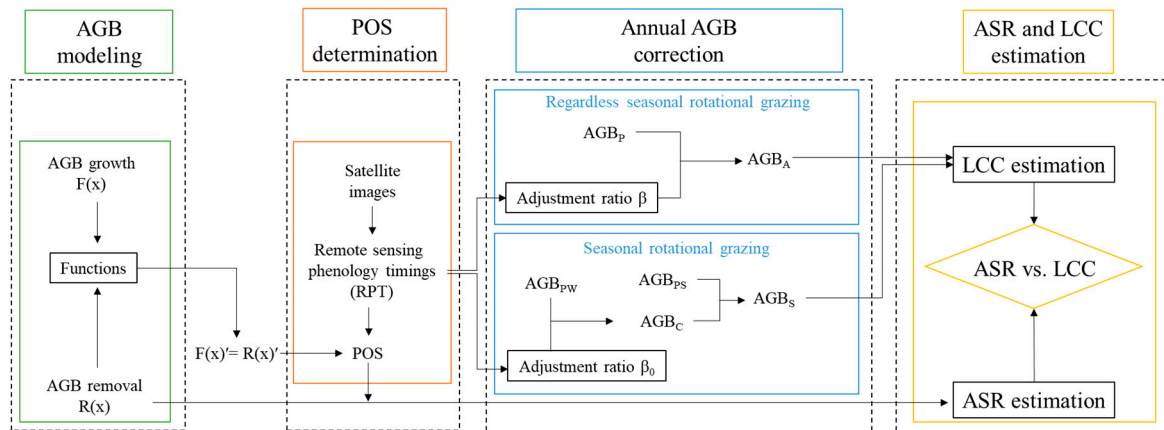 AGB
modeling
POS
determination
Annual AGB
correction
ASR and LCC
estimation
AGB growth
F(x)
Functions
AGB removal
R(x)
F(x)′= R(x)′
Satellite
images
Remote sensing
phenology timings
(RPT)
POS
Regardless seasonal rotational grazing
AGB_P
Adjustment ratio β
AGB_A
Seasonal rotational grazing
AGB_PW
AGB_PS
AGB_C
AGB_S
Adjustment ratio β_0
LCC estimation
ASR vs. LCC
ASR estimation